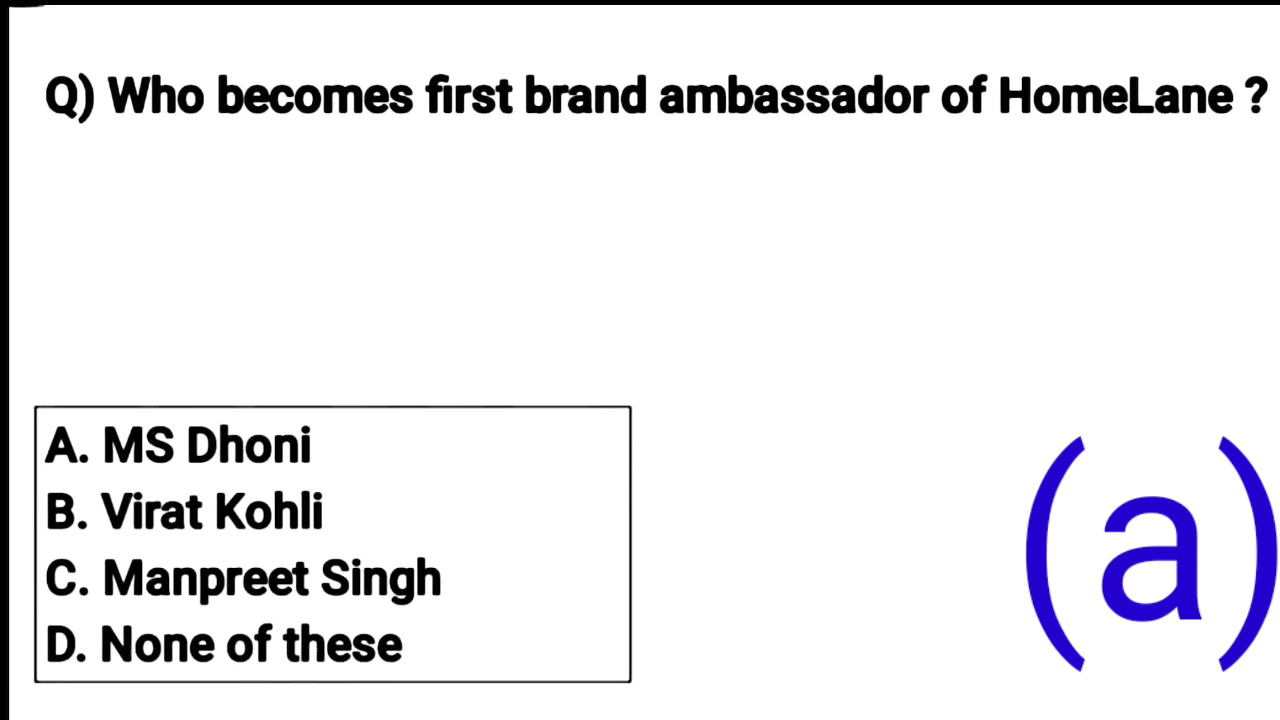 Q) Who becomes first brand ambassador of HomeLane ?
A. MS Dhoni
B. Virat Kohli
C. Manpreet Singh
D. None of these
(a)